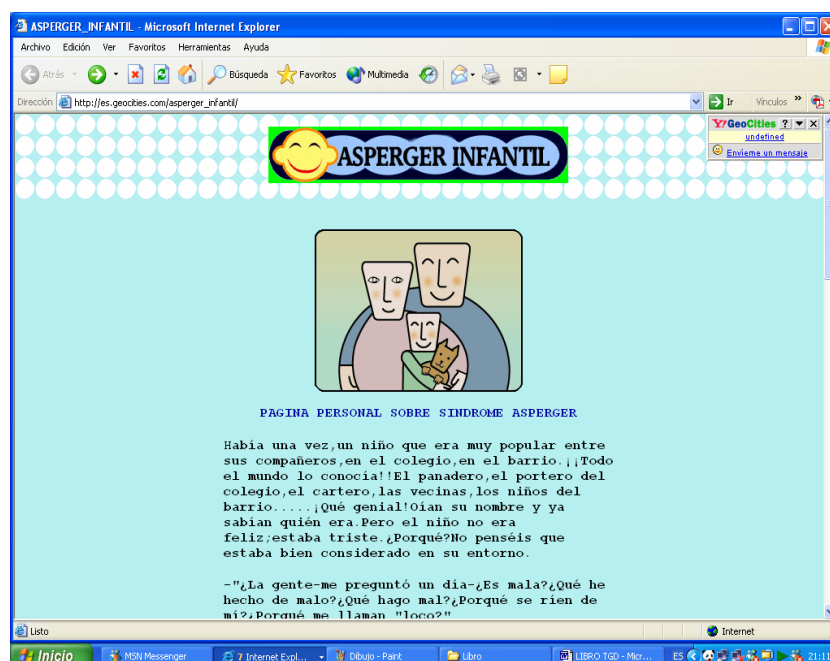 ASPERGER_INFANTIL - Microsoft Internet Explorer
Archivo Edición Ver Favoritos Herramientas Ayuda
Atrás Búsqueda Favoritos Multimedia
Dirección http://es.geocities.com/asperger_infantil/ Ir Vínculos »
Y! GeoCities ?
undefined
Envíeme un mensaje
ASPERGER INFANTIL
PAGINA PERSONAL SOBRE SINDROME ASPERGER
Había una vez,un niño que era muy popular entre
sus compañeros,en el colegio,en el barrio.¡¡Todo
el mundo lo conocía!!El panadero,el portero del
colegio,el cartero,las vecinas,los niños del
barrio.....¡Qué genial!Oían su nombre y ya
sabían quién era.Pero el niño no era
feliz;estaba triste.¿Porqué?No penséis que
estaba bien considerado en su entorno.
-"¿La gente-me preguntó un día-¿Es mala?¿Qué he
hecho de malo?¿Qué hago mal?¿Porqué se ríen de
mí?¿Porqué me llaman "loco?"
Listo Internet
Inicio MSN Messenger 7 Internet Expl... Dibujo - Paint Libro LIBRO TGD - Micr... ES 21:11